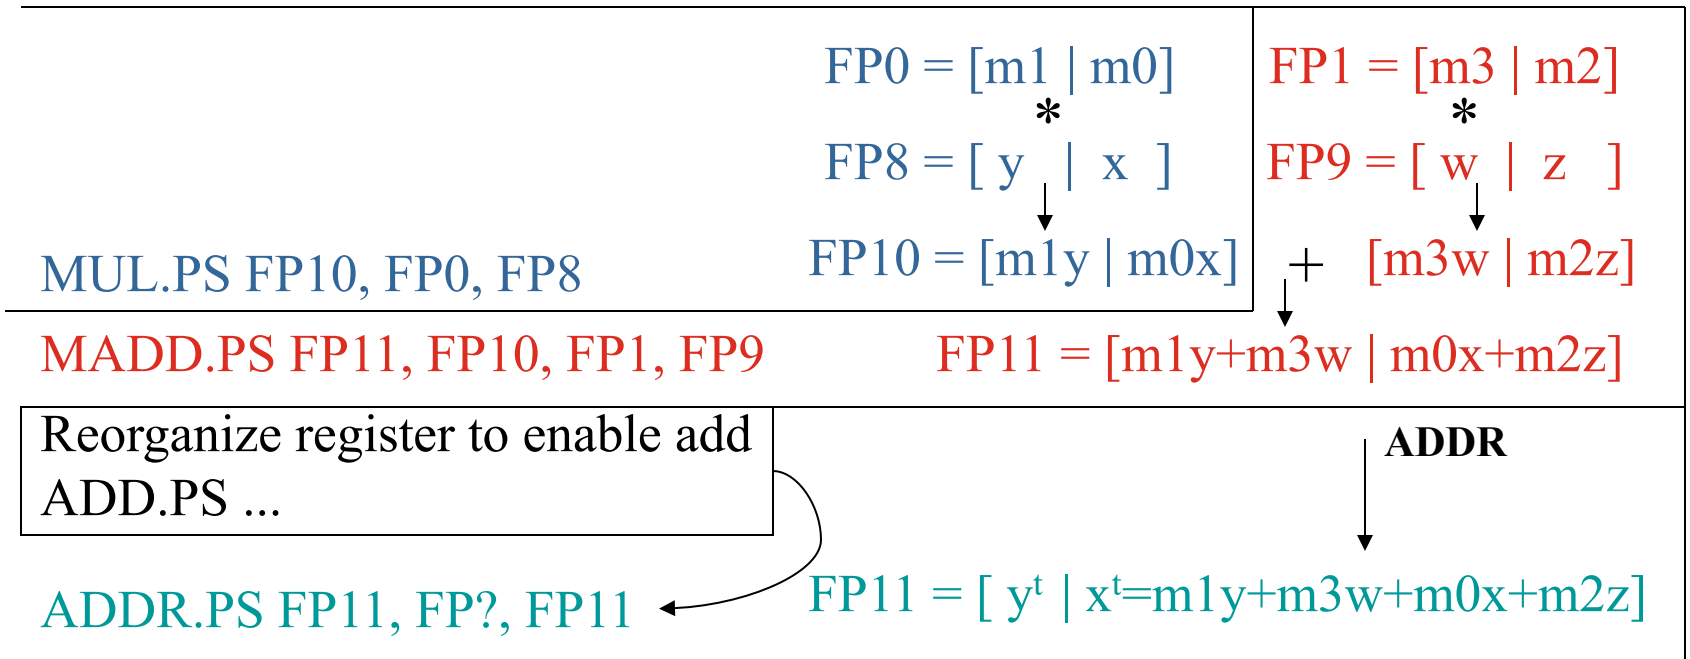 FP0 = [m1 | m0] FP1 = [m3 | m2]
* *
FP8 = [ y | x ] FP9 = [ w | z ]
MUL.PS FP10, FP0, FP8 FP10 = [m1y | m0x] + [m3w | m2z]
MADD.PS FP11, FP10, FP1, FP9 FP11 = [m1y+m3w | m0x+m2z]
Reorganize register to enable add
ADD.PS ...
ADDR
ADDR.PS FP11, FP?, FP11 FP11 = [ yᵗ | xᵗ=m1y+m3w+m0x+m2z]